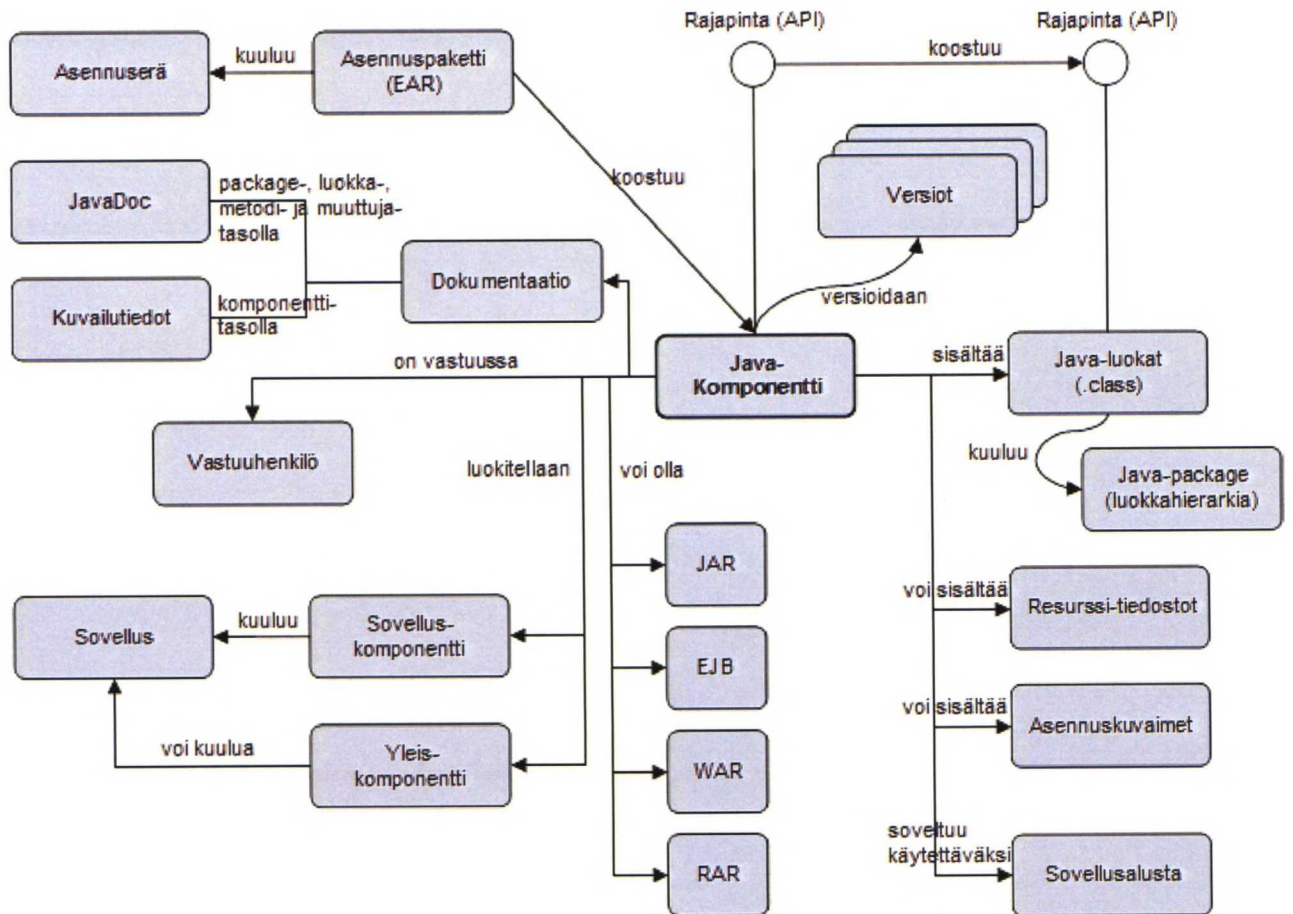 Rajapinta (API)
Rajapinta (API)
koostuu
Asennuserä
kuuluu
Asennuspaketti
(EAR)
koostuu
Versiot
versioidaan
JavaDoc
package-, luokka-,
metodi- ja muuttuja-
tasolla
Dokumentaatio
Kuvailutiedot
komponentti-
tasolla
on vastuussa
Java-
Komponentti
sisältää
Java-luokat
(.class)
Vastuuhenkilö
luokitellaan
voi olla
kuuluu
Java-package
(luokkahierarkia)
JAR
voi sisältää
Resurssi-tiedostot
Sovellus
kuuluu
Sovellus-
komponentti
EJB
voi sisältää
Asennuskuvaimet
voi kuulua
Yleis-
komponentti
WAR
soveltuu
käytettäväksi
RAR
Sovellusalusta